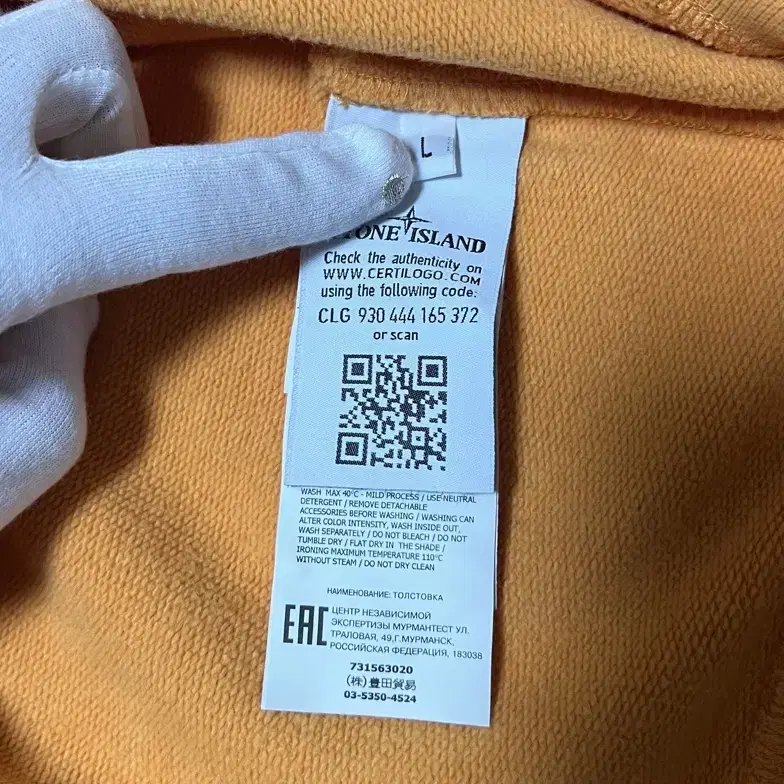 L
STONE ISLAND
Check the authenticity on
WWW.CERTILOGO.COM
using the following code:
CLG 930 444 165 372
or scan
WASH MAX 40°C - MILD PROCESS / USE NEUTRAL
DETERGENT / REMOVE DETACHABLE
ACCESSORIES BEFORE WASHING / WASHING CAN
ALTER COLOR INTENSITY, WASH INSIDE OUT,
WASH SEPARATELY / DO NOT BLEACH / DO NOT
TUMBLE DRY / FLAT DRY IN THE SHADE /
IRONING MAXIMUM TEMPERATURE 110°C
WITHOUT STEAM / DO NOT DRY CLEAN
НАИМЕНОВАНИЕ: ТОЛСТОВКА
EAC
ЦЕНТР НЕЗАВИСИМОЙ
ЭКСПЕРТИЗЫ МУРМАНТЕСТ УЛ.
ТРАЛОВАЯ, 49,Г.МУРМАНСК,
РОССИЙСКАЯ ФЕДЕРАЦИЯ, 183038
731563020
(株)豊田貿易
03-5350-4524